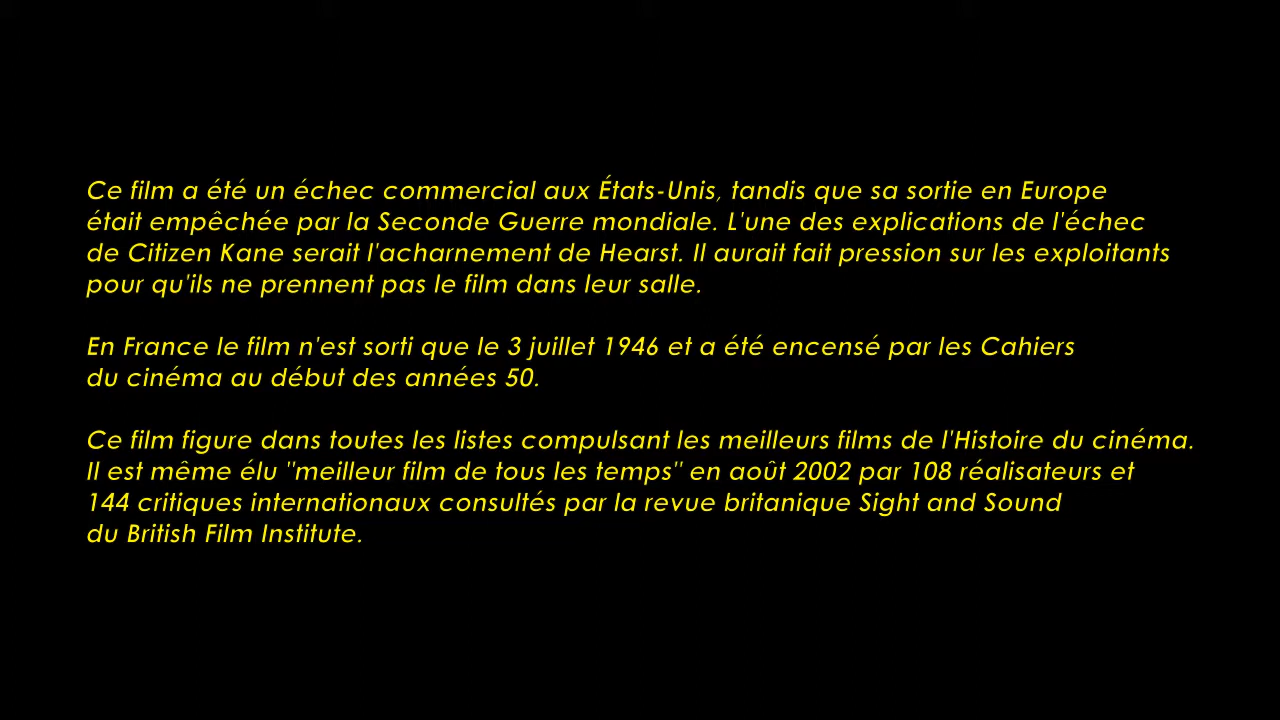 Ce film a été un échec commercial aux États-Unis, tandis que sa sortie en Europe
était empêchée par la Seconde Guerre mondiale. L'une des explications de l'échec
de Citizen Kane serait l'acharnement de Hearst. Il aurait fait pression sur les exploitants
pour qu'ils ne prennent pas le film dans leur salle.
En France le film n'est sorti que le 3 juillet 1946 et a été encensé par les Cahiers
du cinéma au début des années 50.
Ce film figure dans toutes les listes compulsant les meilleurs films de l'Histoire du cinéma.
Il est même élu "meilleur film de tous les temps" en août 2002 par 108 réalisateurs et
144 critiques internationaux consultés par la revue britanique Sight and Sound
du British Film Institute.